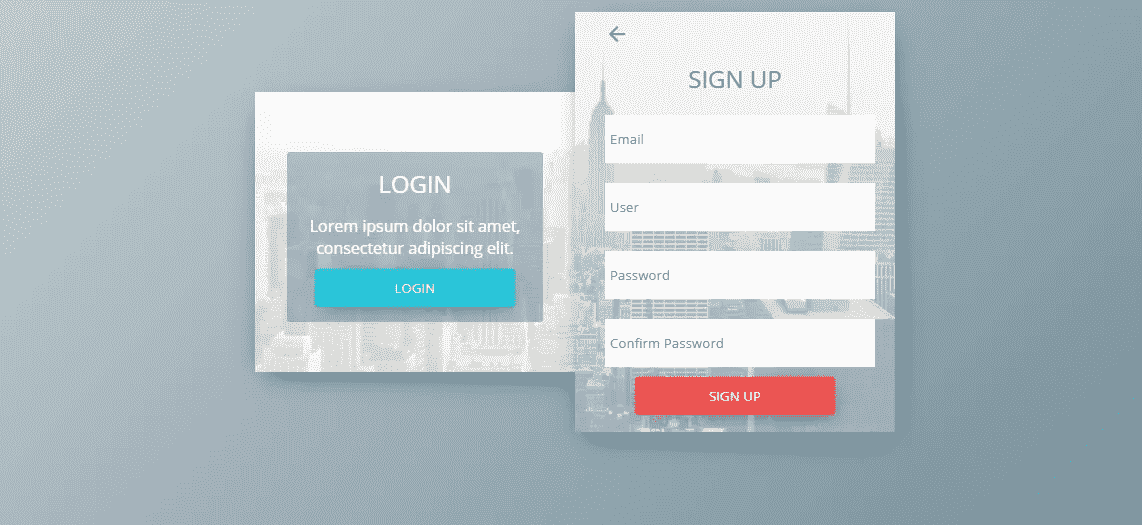 LOGIN
Lorem ipsum dolor sit amet,
consectetur adipiscing elit.
LOGIN
SIGN UP
Email
User
Password
Confirm Password
SIGN UP